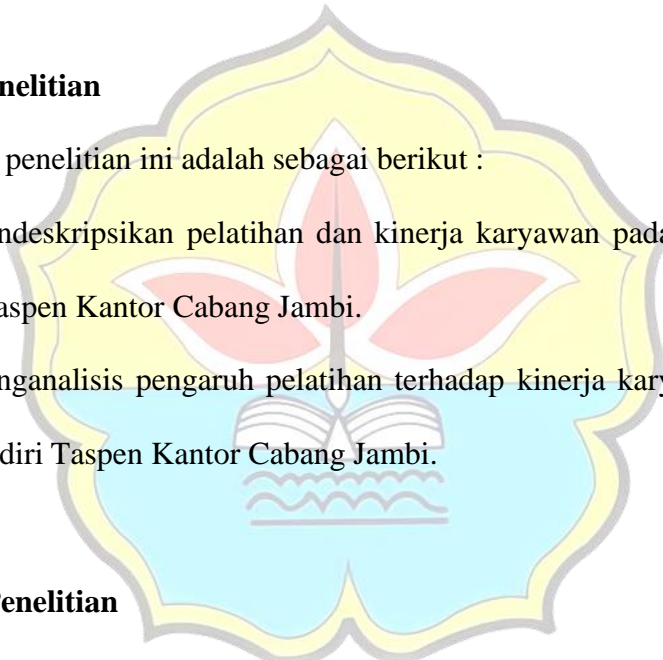 nelitian
penelitian ini adalah sebagai berikut :
ndeskripsikan pelatihan dan kinerja karyawan pada
aspen Kantor Cabang Jambi.
nganalisis pengaruh pelatihan terhadap kinerja kary
diri Taspen Kantor Cabang Jambi.
Penelitian